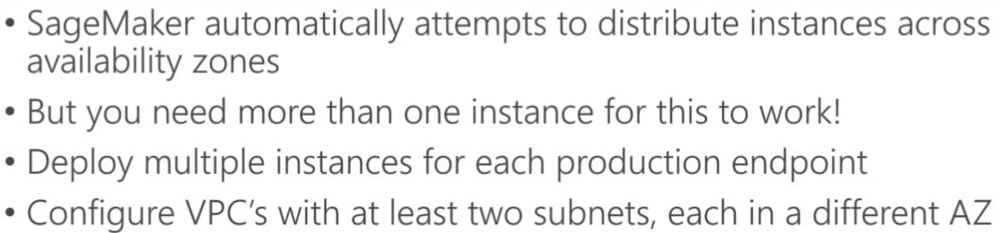 • SageMaker automatically attempts to distribute instances across
availability zones
• But you need more than one instance for this to work!
• Deploy multiple instances for each production endpoint
• Configure VPC's with at least two subnets, each in a different AZ